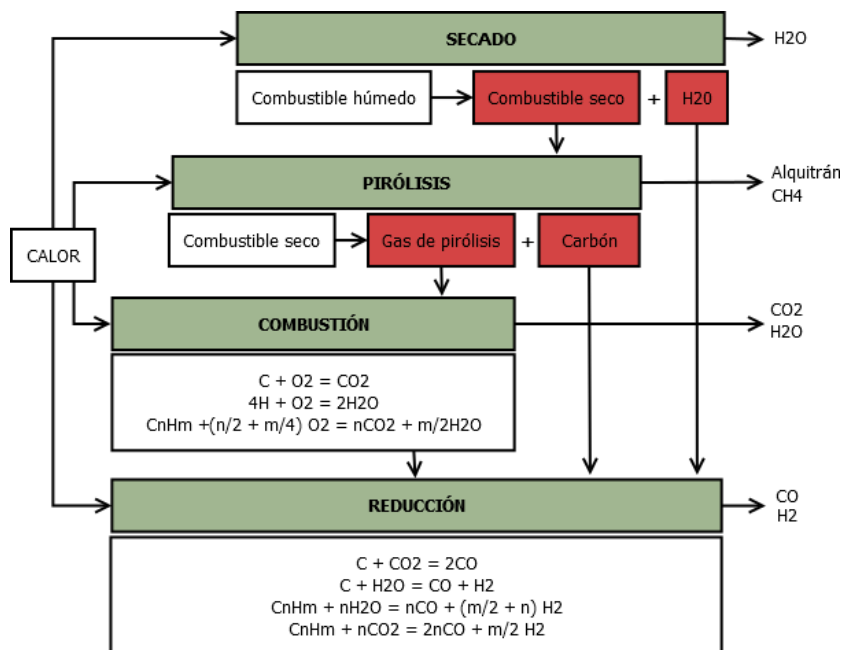 SECADO
H2O
Combustible húmedo
Combustible seco
+
H20
PIRÓLISIS
Alquitrán
CH4
Combustible seco
Gas de pirólisis
+
Carbón
CALOR
COMBUSTIÓN
CO2
H2O
C + O2 = CO2
4H + O2 = 2H2O
CnHm +(n/2 + m/4) O2 = nCO2 + m/2H2O
REDUCCIÓN
CO
H2
C + CO2 = 2CO
C + H2O = CO + H2
CnHm + nH2O = nCO + (m/2 + n) H2
CnHm + nCO2 = 2nCO + m/2 H2